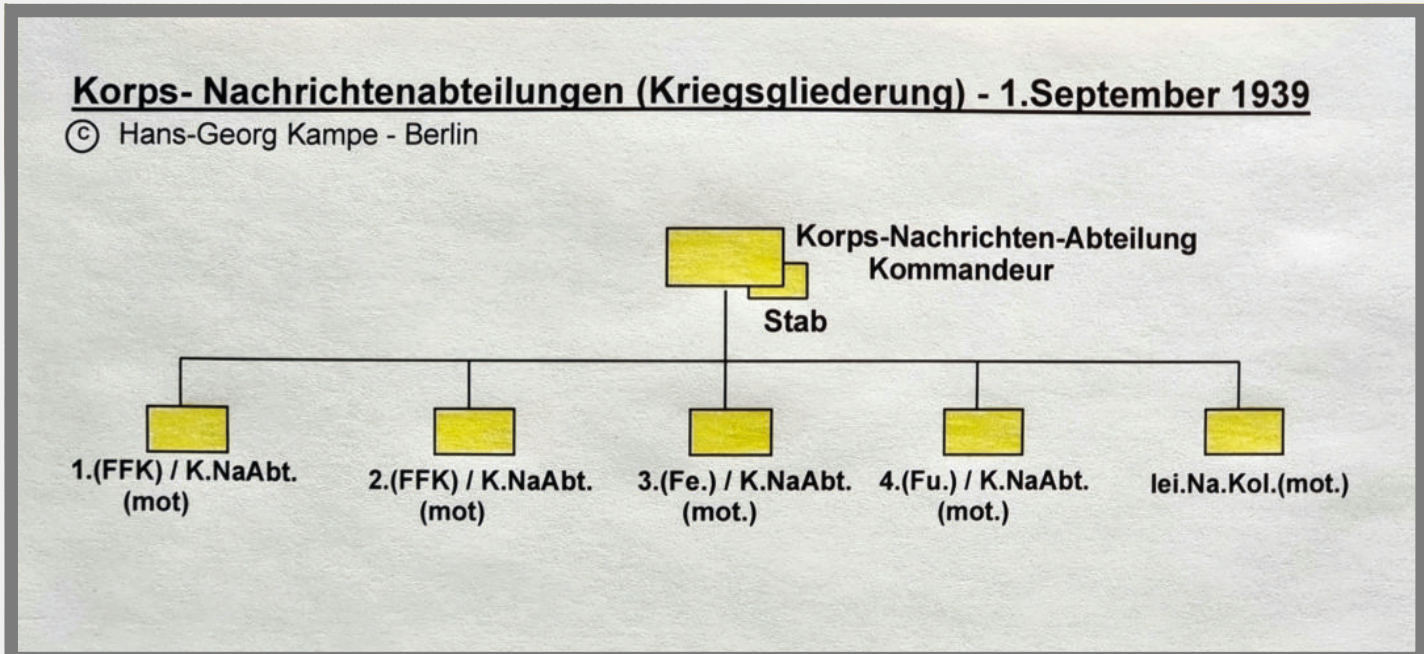 Korps- Nachrichtenabteilungen (Kriegsgliederung) - 1.September 1939
© Hans-Georg Kampe - Berlin
Korps-Nachrichten-Abteilung
Kommandeur
Stab
1.(FFK) / K.NaAbt.
(mot)
2.(FFK) / K.NaAbt.
(mot)
3.(Fe.) / K.NaAbt.
(mot.)
4.(Fu.) / K.NaAbt.
(mot.)
lei.Na.Kol.(mot.)